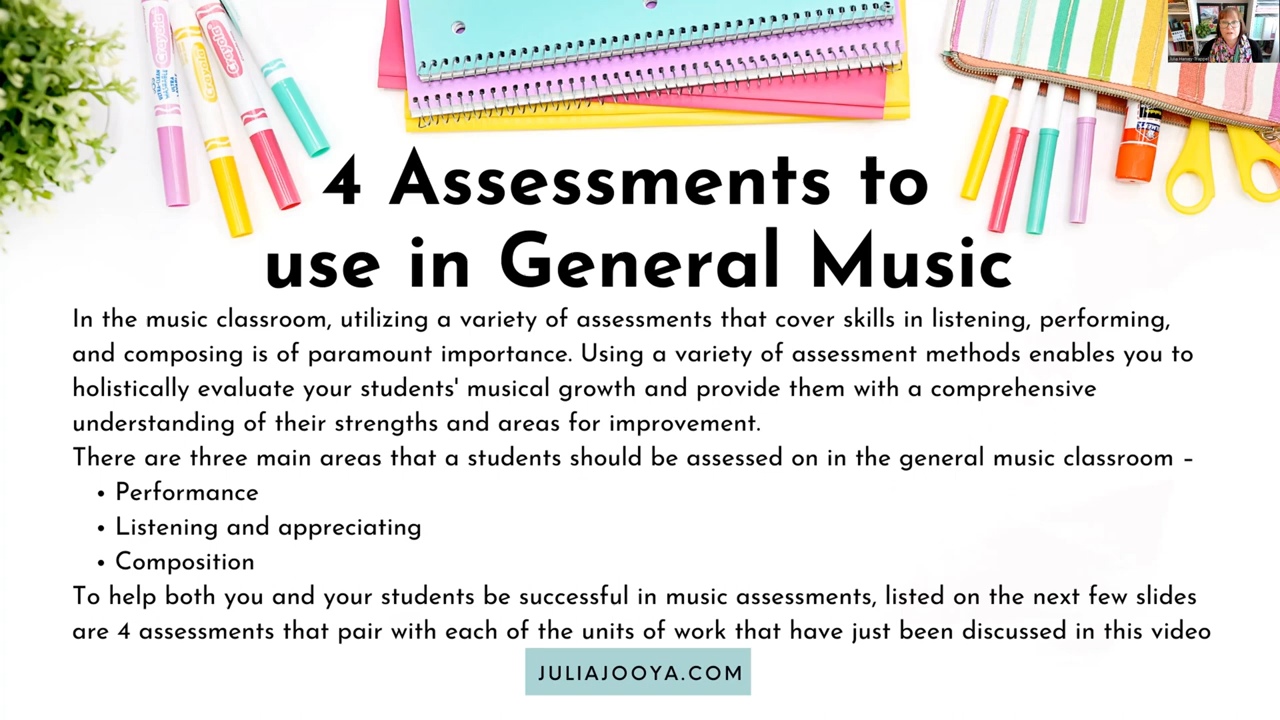 Crayola
Crayola
Crayola
4 Assessments to
use in General Music
In the music classroom, utilizing a variety of assessments that cover skills in listening, performing,
and composing is of paramount importance. Using a variety of assessment methods enables you to
holistically evaluate your students' musical growth and provide them with a comprehensive
understanding of their strengths and areas for improvement.
There are three main areas that a students should be assessed on in the general music classroom –
• Performance
• Listening and appreciating
• Composition
To help both you and your students be successful in music assessments, listed on the next few slides
are 4 assessments that pair with each of the units of work that have just been discussed in this video
JULIAJOOYA.COM